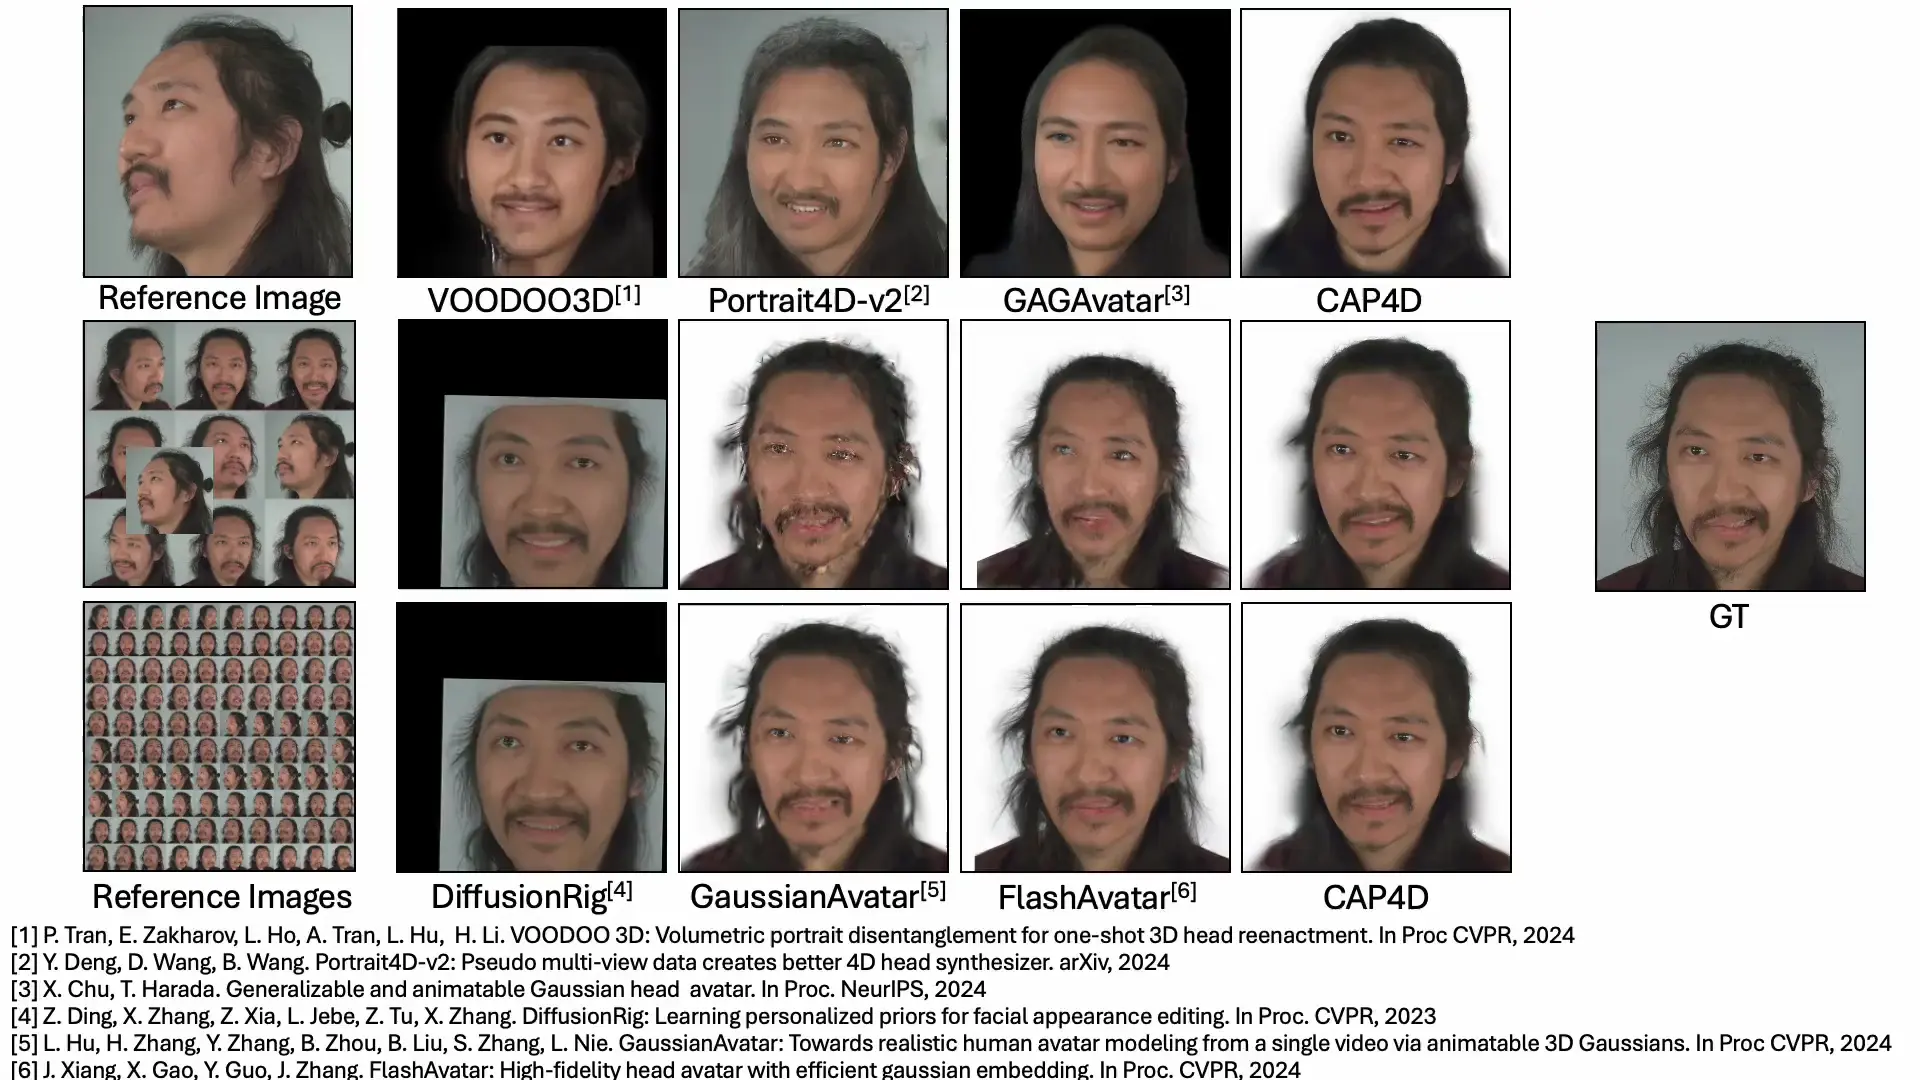 Reference Image
VOODOO3D[1]
Portrait4D-v2[2]
GAGAvatar[3]
CAP4D
GT
Reference Images
DiffusionRig[4]
GaussianAvatar[5]
FlashAvatar[6]
CAP4D
[1] P. Tran, E. Zakharov, L. Ho, A. Tran, L. Hu, H. Li. VOODOO 3D: Volumetric portrait disentanglement for one-shot 3D head reenactment. In Proc CVPR, 2024
[2] Y. Deng, D. Wang, B. Wang. Portrait4D-v2: Pseudo multi-view data creates better 4D head synthesizer. arXiv, 2024
[3] X. Chu, T. Harada. Generalizable and animatable Gaussian head avatar. In Proc. NeurIPS, 2024
[4] Z. Ding, X. Zhang, Z. Xia, L. Jebe, Z. Tu, X. Zhang. DiffusionRig: Learning personalized priors for facial appearance editing. In Proc. CVPR, 2023
[5] L. Hu, H. Zhang, Y. Zhang, B. Zhou, B. Liu, S. Zhang, L. Nie. GaussianAvatar: Towards realistic human avatar modeling from a single video via animatable 3D Gaussians. In Proc CVPR, 2024
[6] J. Xiang, X. Gao, Y. Guo, J. Zhang. FlashAvatar: High-fidelity head avatar with efficient gaussian embedding. In Proc. CVPR, 2024